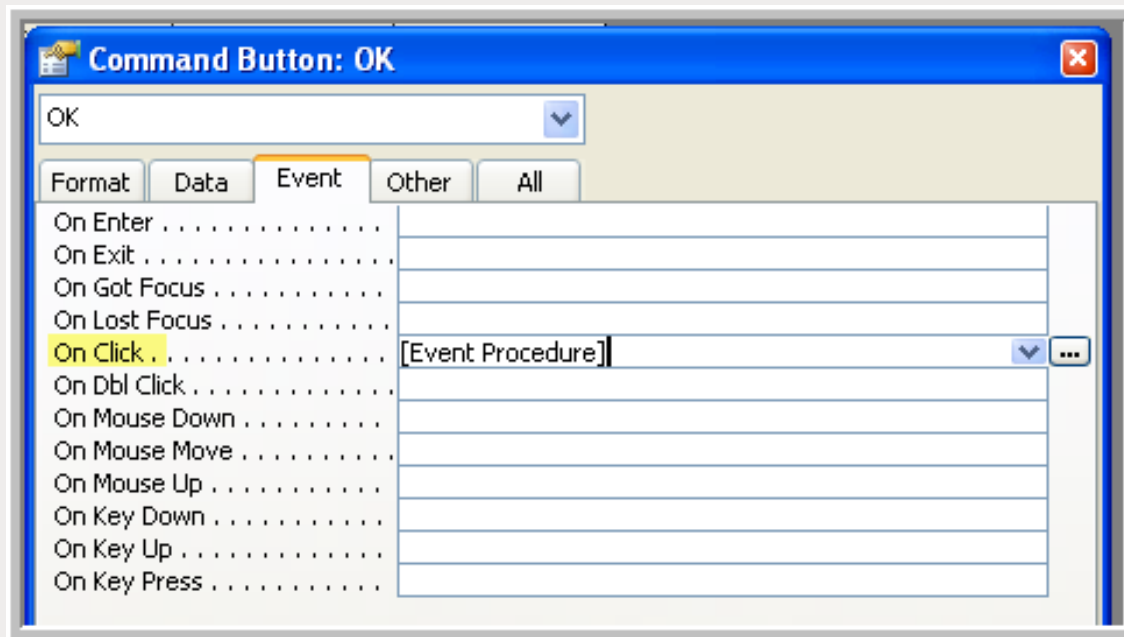 Command Button: OK
OK
Format Data Event Other All
On Enter . . . . . . . . . . . . . .
On Exit . . . . . . . . . . . . . . . .
On Got Focus . . . . . . . . . . .
On Lost Focus . . . . . . . . . . .
On Click . . . . . . . . . . . . . . . [Event Procedure] ...
On Dbl Click . . . . . . . . . . . . .
On Mouse Down . . . . . . . . .
On Mouse Move . . . . . . . . . .
On Mouse Up . . . . . . . . . . .
On Key Down . . . . . . . . . . .
On Key Up . . . . . . . . . . . . .
On Key Press . . . . . . . . . . .